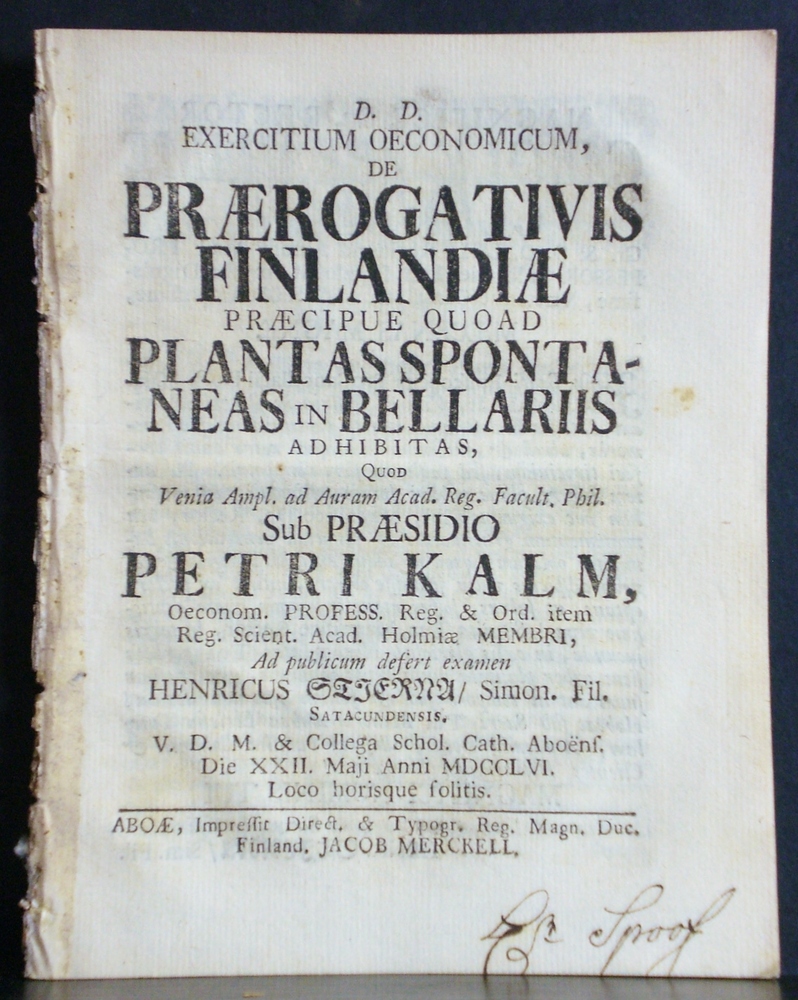 D. D.
EXERCITIUM OECONOMICUM,
DE
PRÆROGATIVIS
FINLANDIÆ
PRÆCIPUE QUOAD
PLANTAS SPONTA-
NEAS IN BELLARIIS
ADHIBITAS,
QUOD
Venia Ampl. ad Auram Acad. Reg. Facult. Phil.
Sub PRÆSIDIO
PETRI KALM,
Oeconom. PROFESS. Reg. & Ord. item
Reg. Scient. Acad. Holmiæ MEMBRI,
Ad publicum defert examen
HENRICUS STJERNA/ Simon. Fil.
SATACUNDENSIS.
V. D. M. & Collega Schol. Cath. Aboënſ.
Die XXII. Maji Anni MDCCLVI.
Loco horisque ſolitis.
ABOÆ, Impreſſit Direct. & Typogr. Reg. Magn. Duc.
Finland. JACOB MERCKELL.